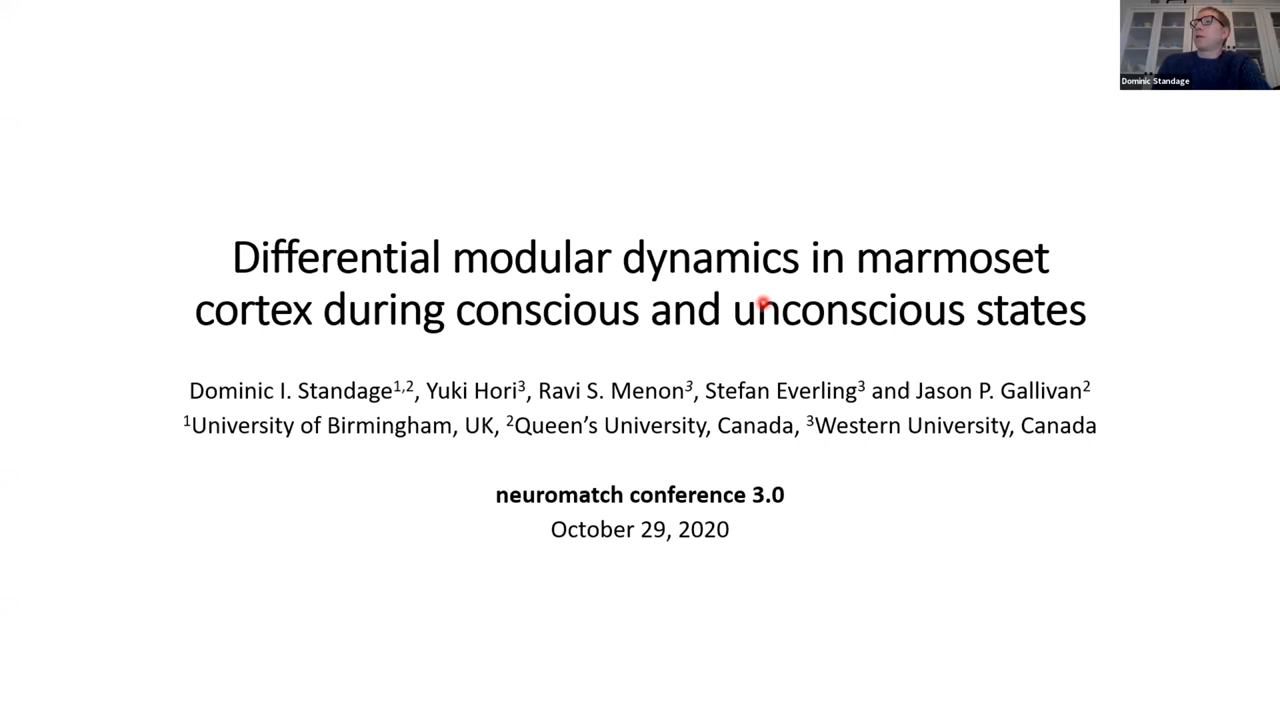 Dominic Standage
Differential modular dynamics in marmoset
cortex during conscious and unconscious states
Dominic I. Standage1,2, Yuki Hori3, Ravi S. Menon3, Stefan Everling3 and Jason P. Gallivan2
1University of Birmingham, UK, 2Queen's University, Canada, 3Western University, Canada
neuromatch conference 3.0
October 29, 2020